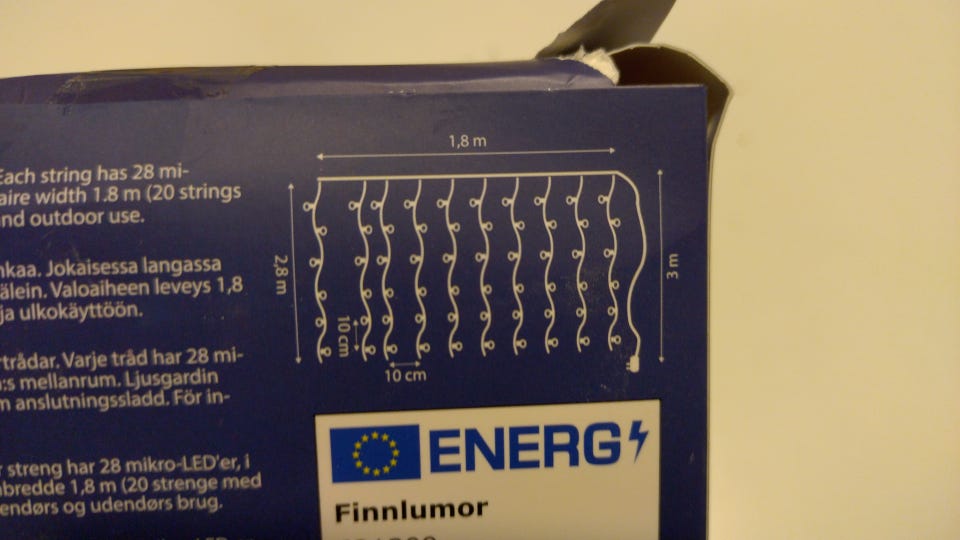 Each string has 28 mi-
aire width 1.8 m (20 strings
nd outdoor use.
nkaa. Jokaisessa langassa
älein. Valoaiheen leveys 1,8
ja ulkokäyttöön.
rtrådar. Varje tråd har 28 mi-
:s mellanrum. Ljusgardin
n anslutningssladd. För in-
r streng har 28 mikro-LED'er, i
bredde 1,8 m (20 strenge med
endørs og udendørs brug.
1,8 m
2,8 m
3 m
10 cm
10 cm
ENERG
Finnlumor